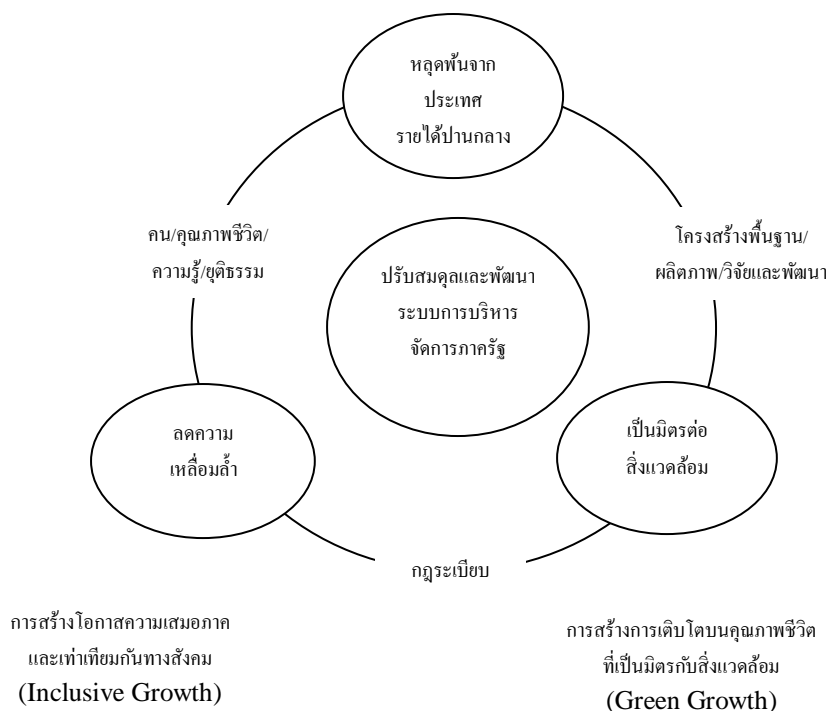 หลุดพ้นจาก
ประเทศ
รายได้ปานกลาง
คน/คุณภาพชีวิต/
ความรู้/ยุติธรรม
โครงสร้างพื้นฐาน/
ผลิตภาพ/วิจัยและพัฒนา
ปรับสมดุลและพัฒนา
ระบบการบริหาร
จัดการภาครัฐ
ลดความ
เหลื่อมล้ำ
เป็นมิตรต่อ
สิ่งแวดล้อม
กฎระเบียบ
การสร้างโอกาสความเสมอภาค
และเท่าเทียมกันทางสังคม
(Inclusive Growth)
การสร้างการเติบโตบนคุณภาพชีวิต
ที่เป็นมิตรกับสิ่งแวดล้อม
(Green Growth)